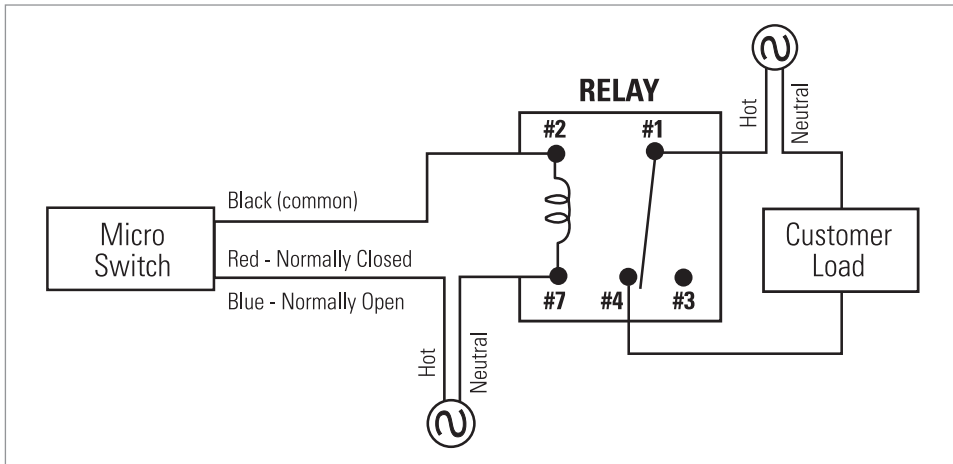 RELAY
#2
#1
Hot
Neutral
Black (common)
Micro
Switch
Red - Normally Closed
Blue - Normally Open
#7
#4
#3
Customer
Load
Hot
Neutral